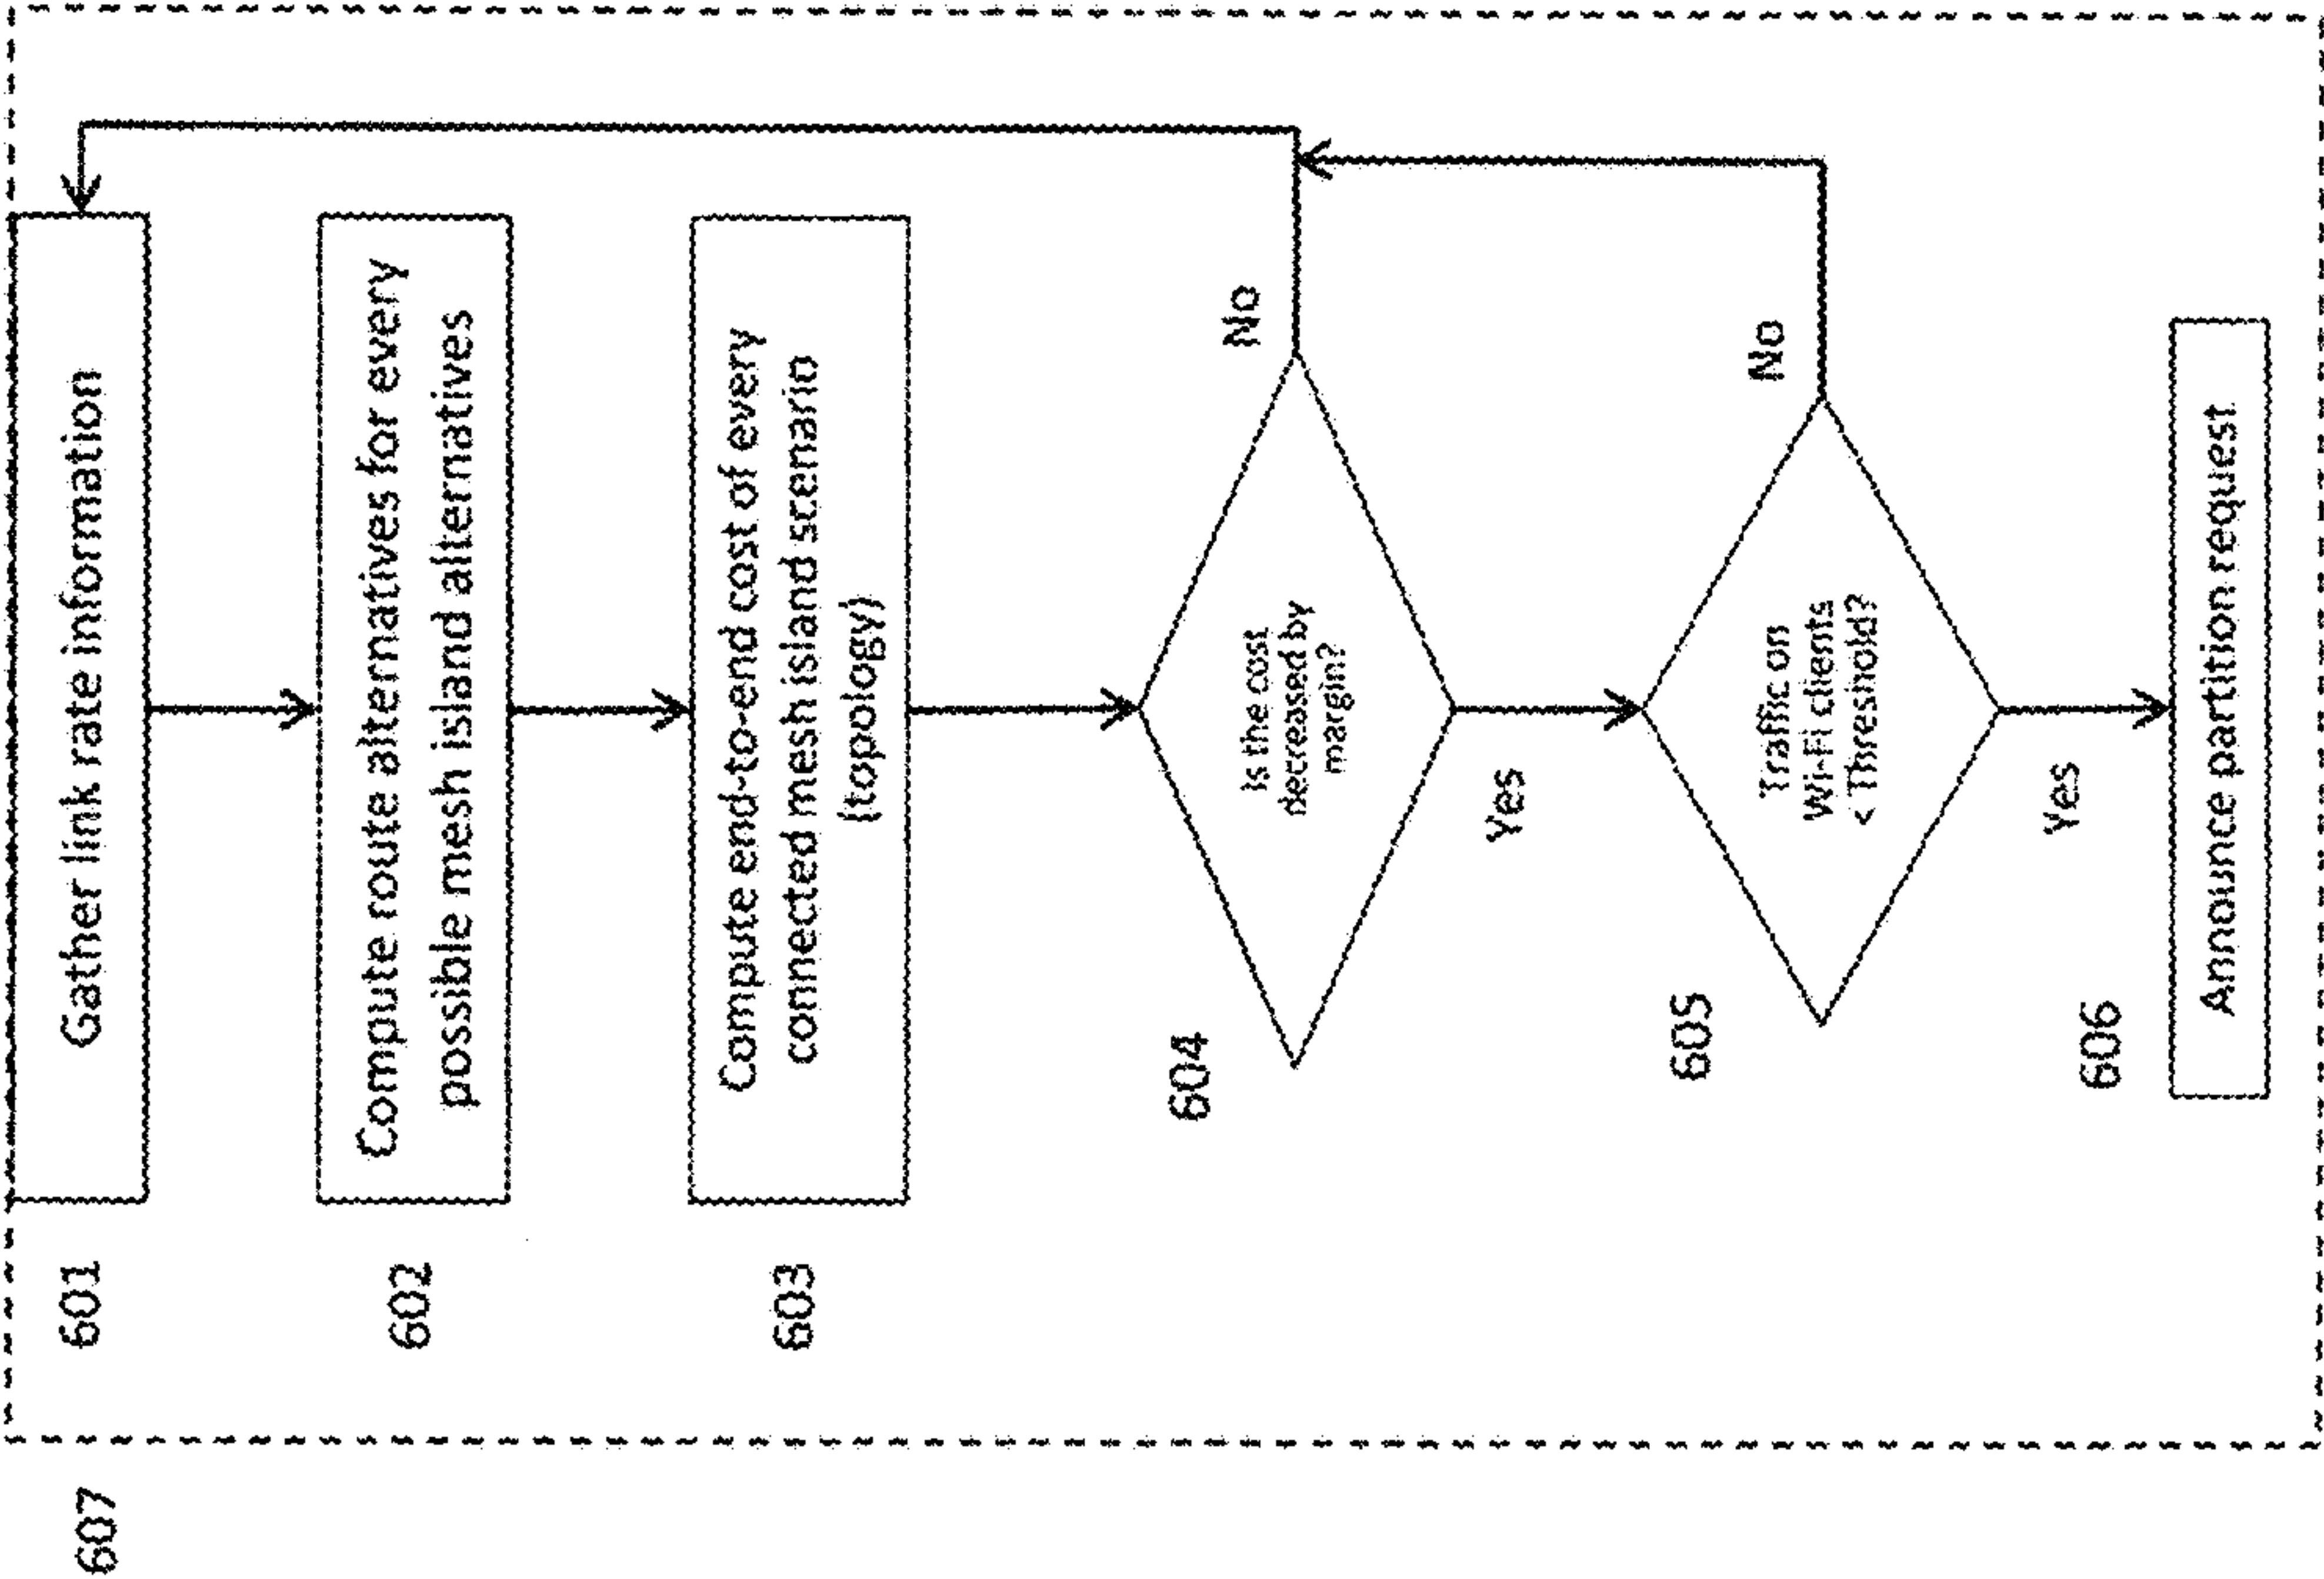 607
601
Gather link rate information
602
Compute route alternatives for every
possible mesh island alternatives
603
Compute end-to-end cost of every
connected mesh island scenario
(topology)
604
Is the cost
decreased by
margin?
No
Yes
605
Traffic on
Wi-Fi clients
< Threshold?
No
Yes
606
Announce partition request